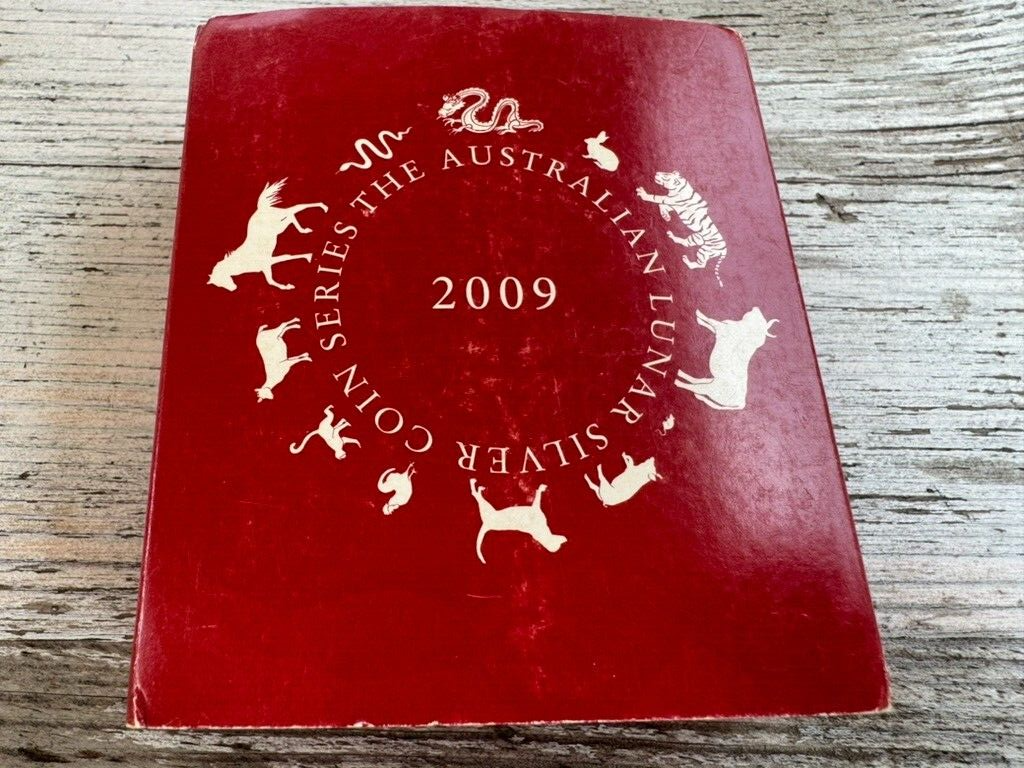 THE AUSTRALIAN LUNAR SILVER COIN SERIES
2009